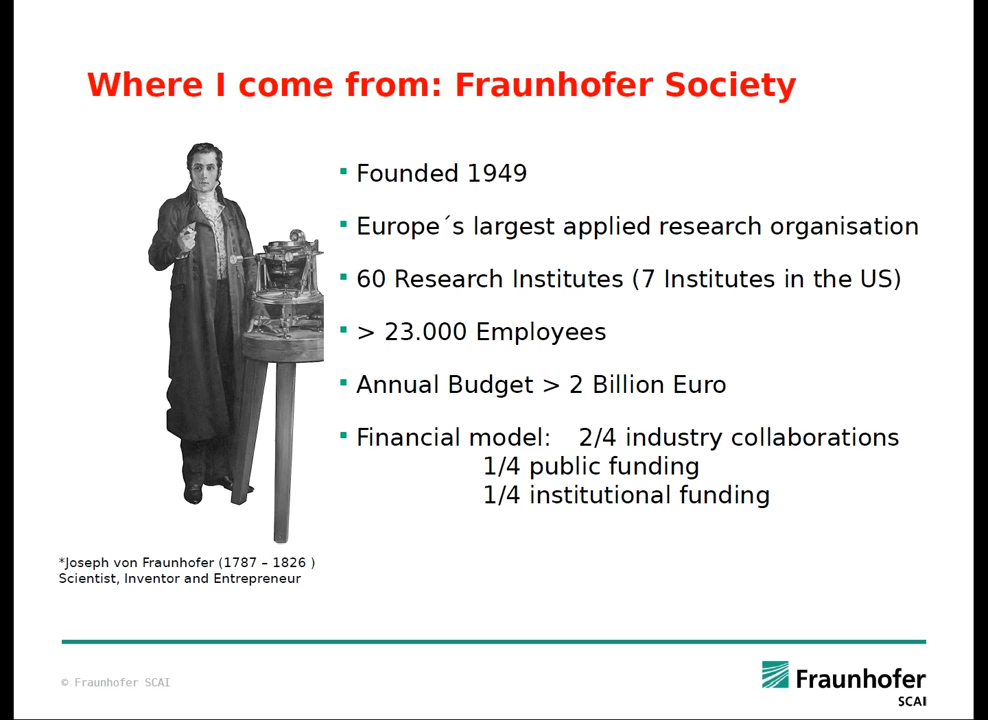 Where I come from: Fraunhofer Society
Founded 1949
Europe´s largest applied research organisation
60 Research Institutes (7 Institutes in the US)
> 23.000 Employees
Annual Budget > 2 Billion Euro
Financial model: 2/4 industry collaborations
1/4 public funding
1/4 institutional funding
*Joseph von Fraunhofer (1787 – 1826 )
Scientist, Inventor and Entrepreneur
© Fraunhofer SCAI
Fraunhofer
SCAI